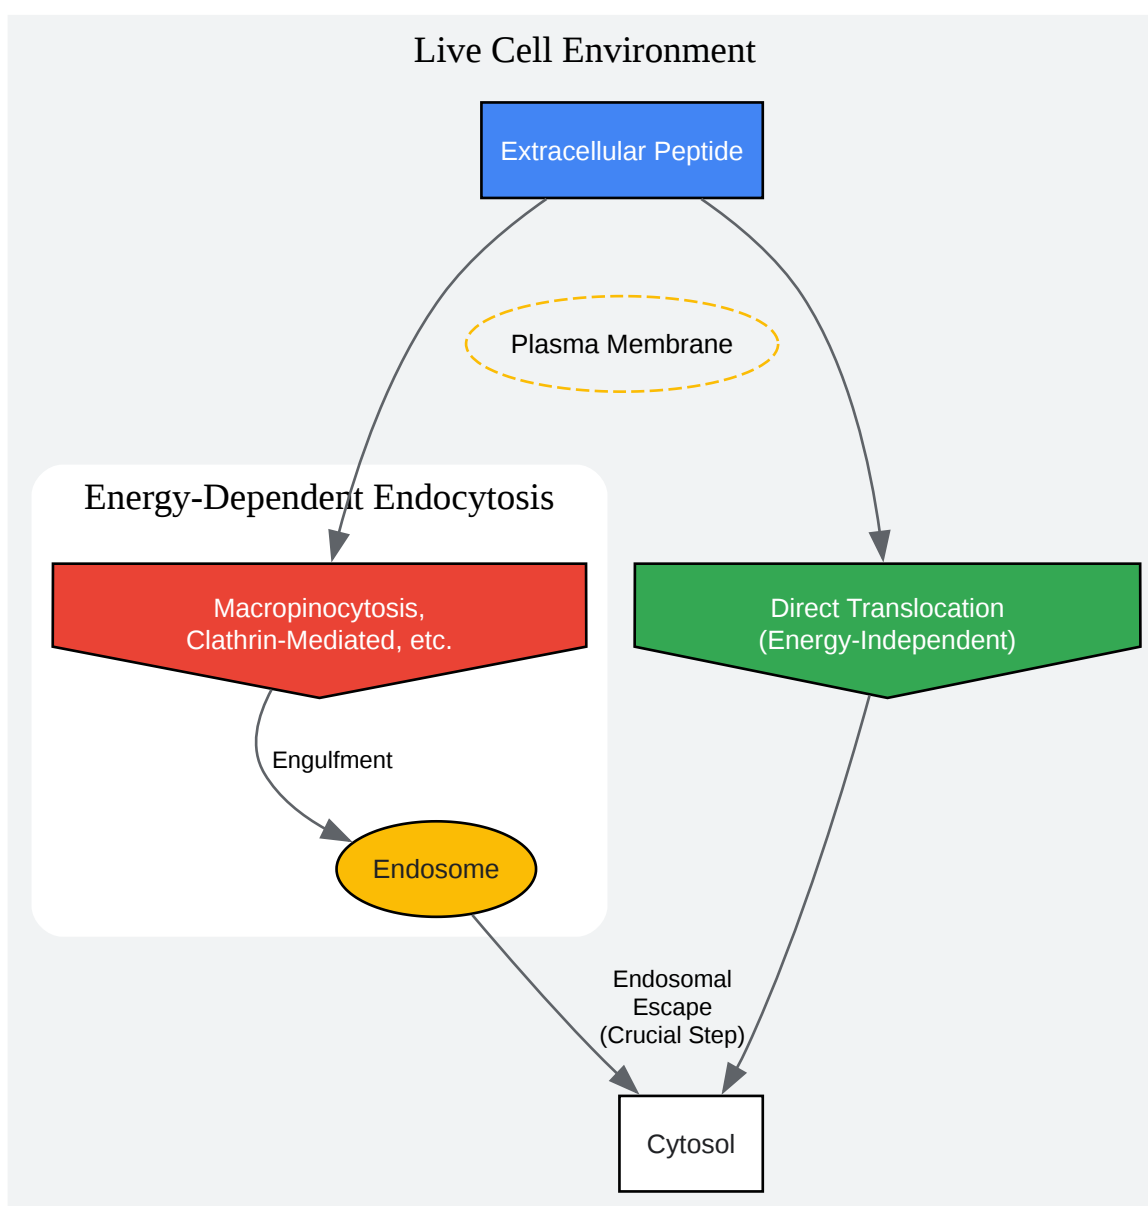 Live Cell Environment
Extracellular Peptide
Plasma Membrane
Energy-Dependent Endocytosis
Macropinocytosis,
Clathrin-Mediated, etc.
Direct Translocation
(Energy-Independent)
Engulfment
Endosome
Endosomal
Escape
(Crucial Step)
Cytosol